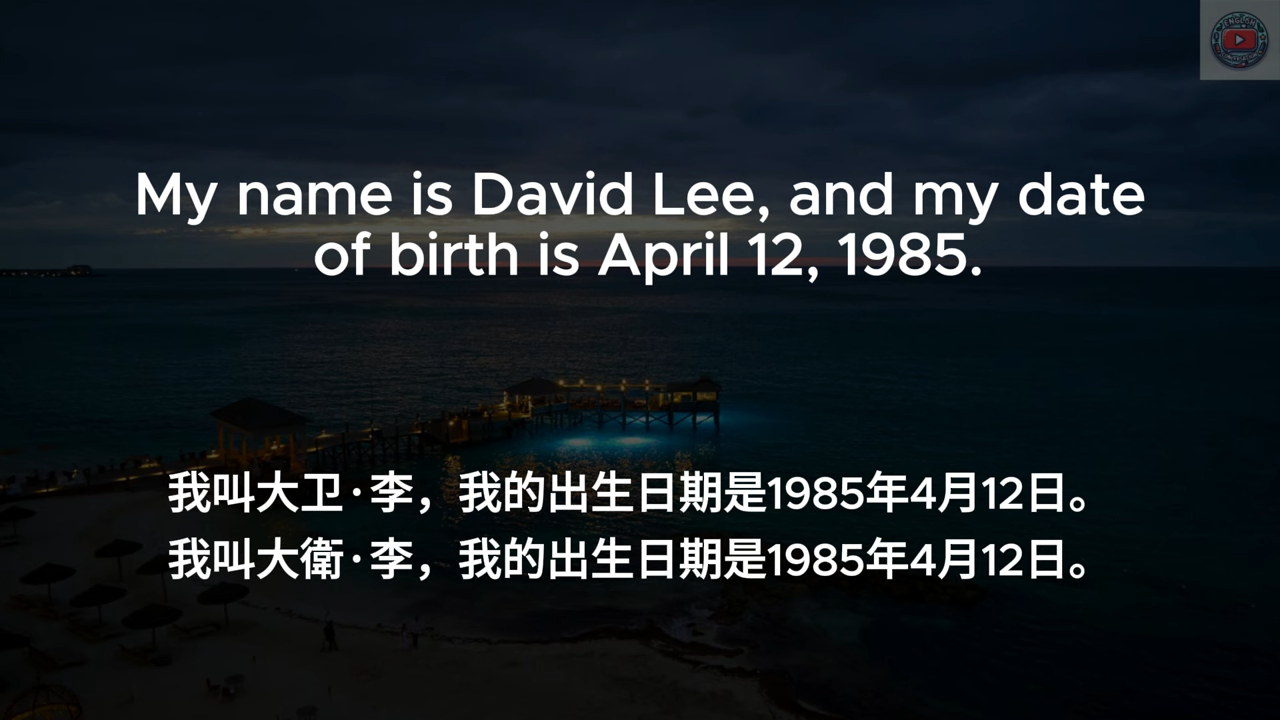 ENGLISH
My name is David Lee, and my date
of birth is April 12, 1985.
我叫大卫·李，我的出生日期是1985年4月12日。
我叫大衛·李，我的出生日期是1985年4月12日。